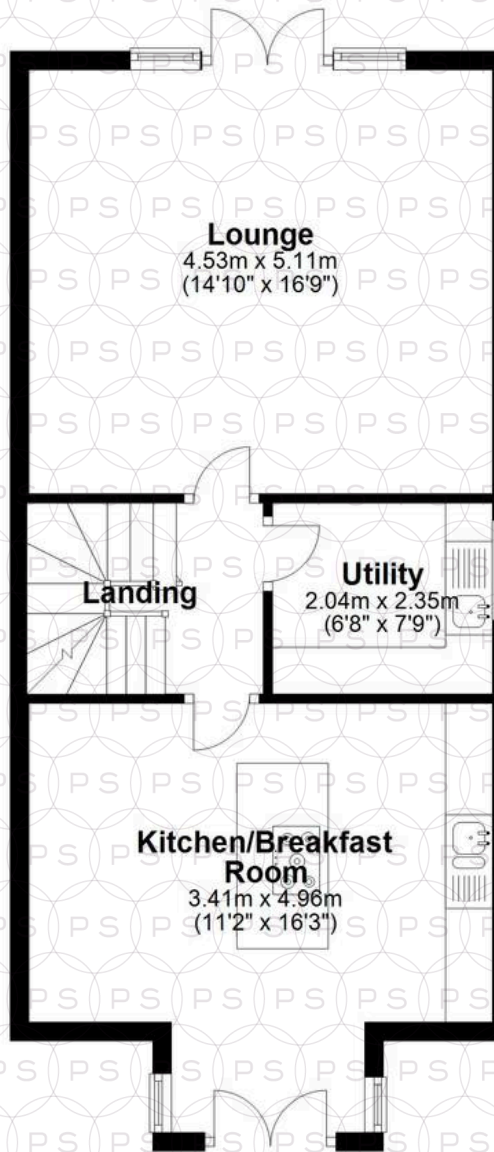 Lounge
4.53m x 5.11m
(14'10" x 16'9")
Landing
Utility
2.04m x 2.35m
(6'8" x 7'9")
Kitchen/Breakfast
Room
3.41m x 4.96m
(11'2" x 16'3")